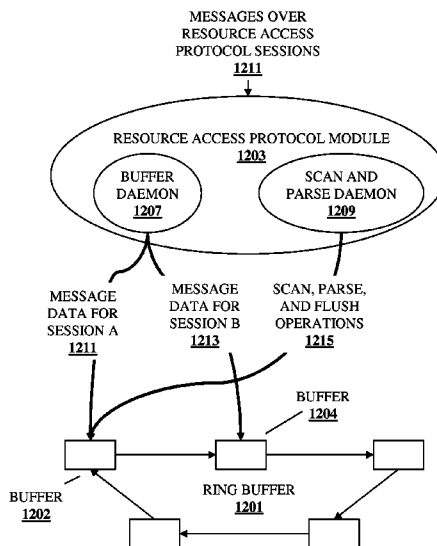 MESSAGES OVER
RESOURCE ACCESS
PROTOCOL SESSIONS
1211
RESOURCE ACCESS PROTOCOL MODULE
1203
BUFFER
DAEMON
1207
SCAN AND
PARSE DAEMON
1209
MESSAGE
DATA FOR
SESSION A
1211
MESSAGE
DATA FOR
SESSION B
1213
SCAN, PARSE,
AND FLUSH
OPERATIONS
1215
BUFFER
1204
BUFFER
1202
RING BUFFER
1201